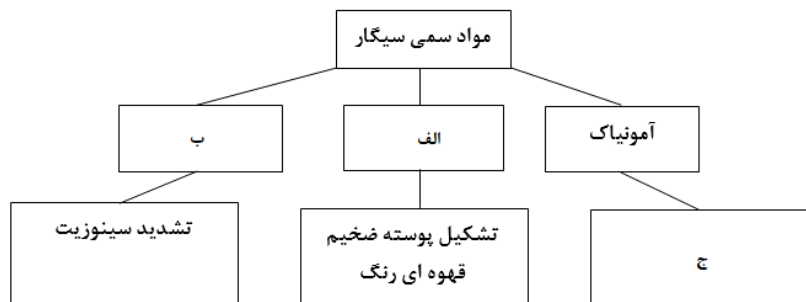 مواد سمی سیگار
آمونیاک
الف
ب
ج
تشکیل پوسته ضخیم
قهوه ای رنگ
تشدید سینوزیت